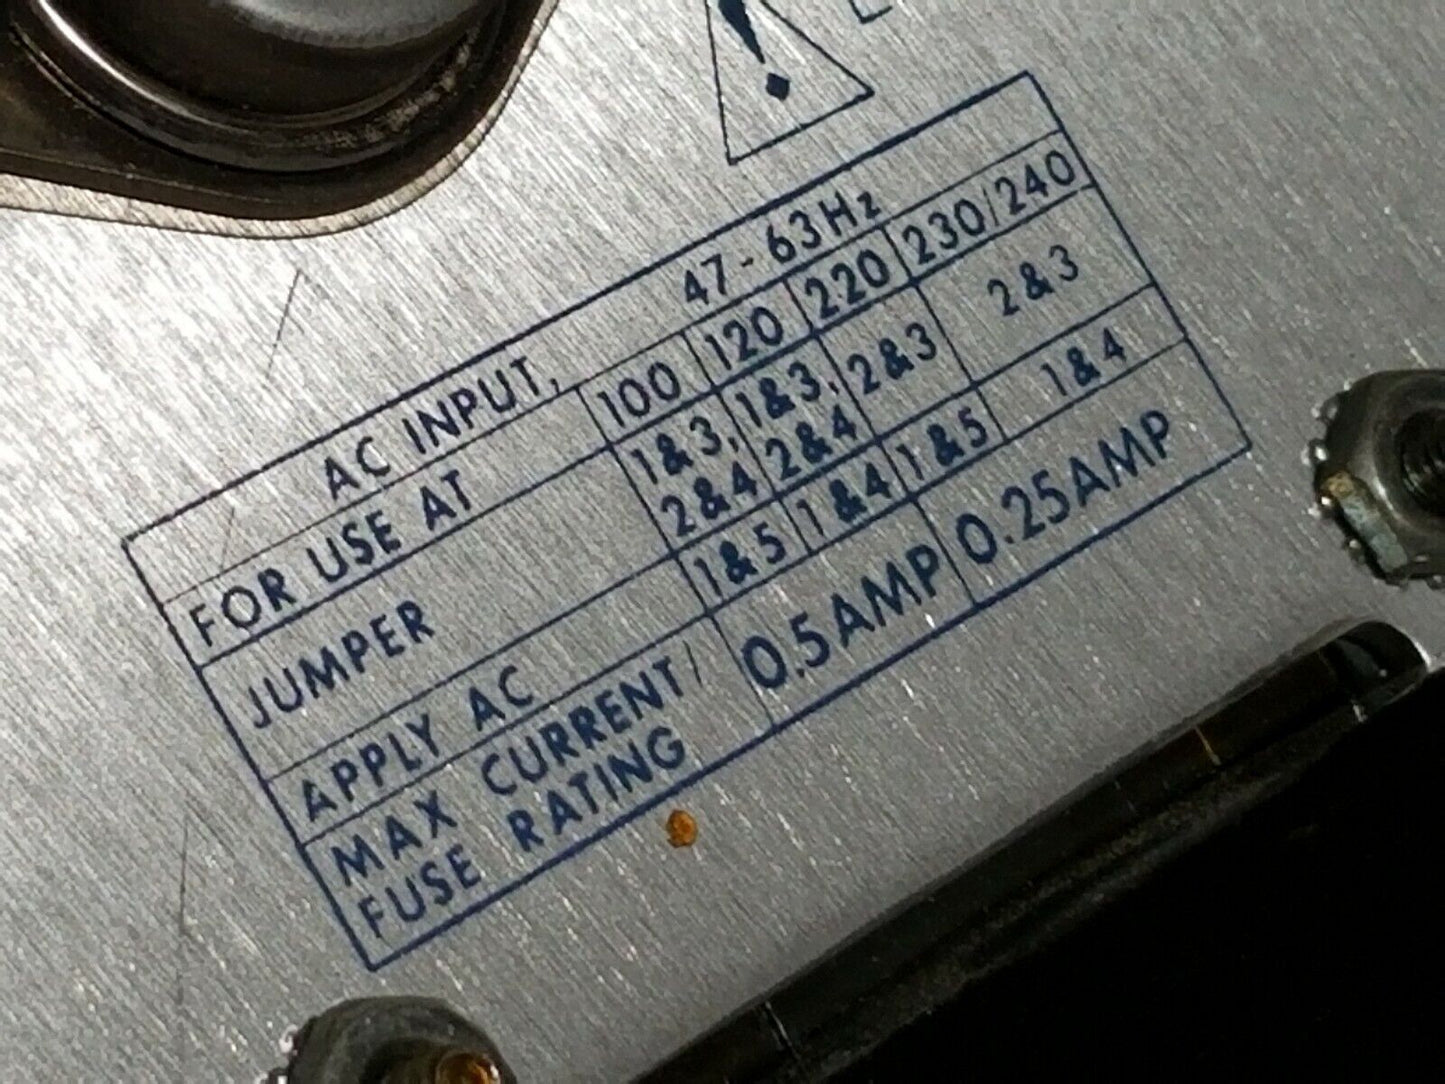 AC INPUT, 47-63Hz
FOR USE AT 100 120 220 230/240
JUMPER 1&3, 2&4 1&3, 2&4 2&3 2&3
APPLY AC 1&5 1&4 1&5 1&4
MAX CURRENT/ FUSE RATING 0.5AMP 0.25AMP